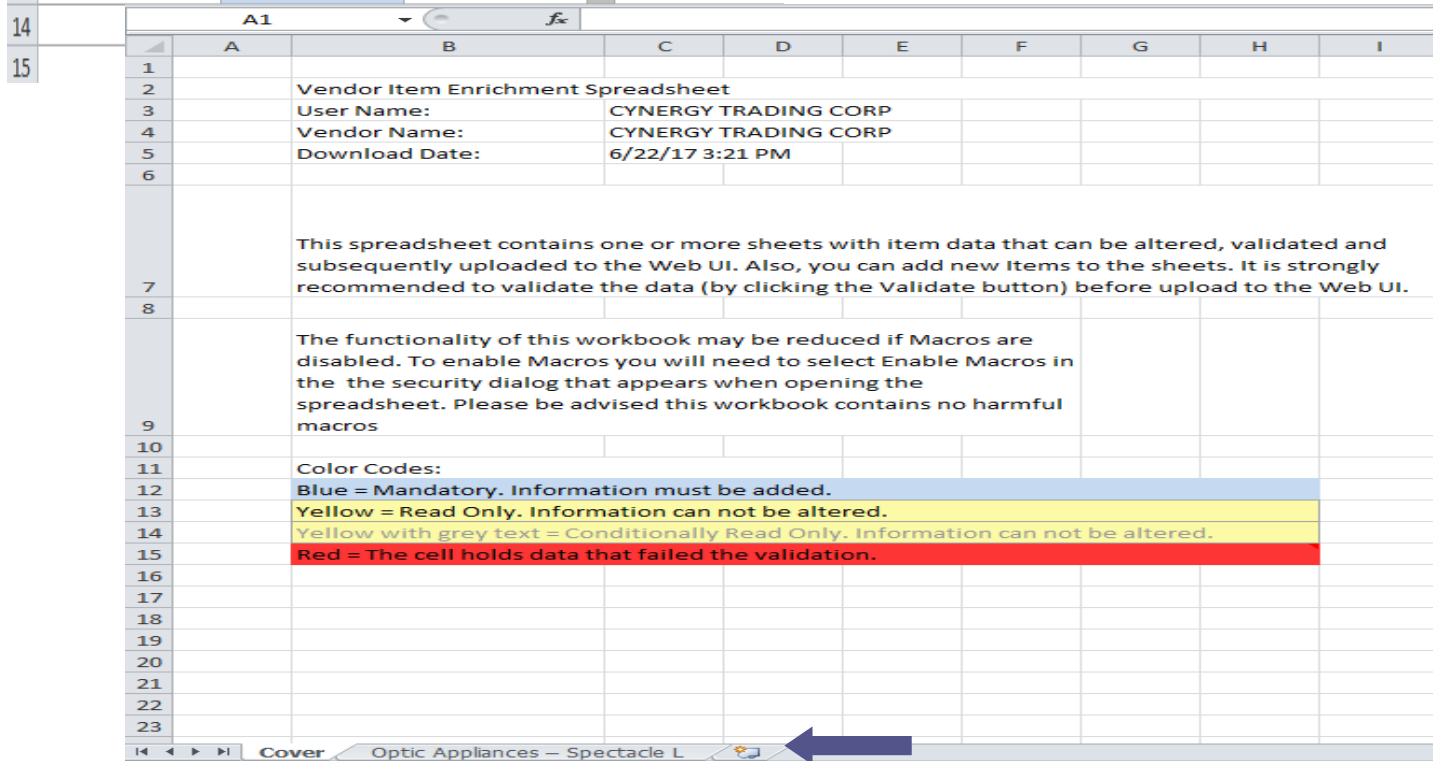 14
15
A1 fx
A B C D E F G H I
1
2 Vendor Item Enrichment Spreadsheet
3 User Name: CYNERGY TRADING CORP
4 Vendor Name: CYNERGY TRADING CORP
5 Download Date: 6/22/17 3:21 PM
6
This spreadsheet contains one or more sheets with item data that can be altered, validated and
subsequently uploaded to the Web UI. Also, you can add new Items to the sheets. It is strongly
7 recommended to validate the data (by clicking the Validate button) before upload to the Web UI.
8
The functionality of this workbook may be reduced if Macros are
disabled. To enable Macros you will need to select Enable Macros in
the the security dialog that appears when opening the
spreadsheet. Please be advised this workbook contains no harmful
9 macros
10
11 Color Codes:
12 Blue = Mandatory. Information must be added.
13 Yellow = Read Only. Information can not be altered.
14 Yellow with grey text = Conditionally Read Only. Information can not be altered.
15 Red = The cell holds data that failed the validation.
16
17
18
19
20
21
22
23
Cover Optic Appliances – Spectacle L